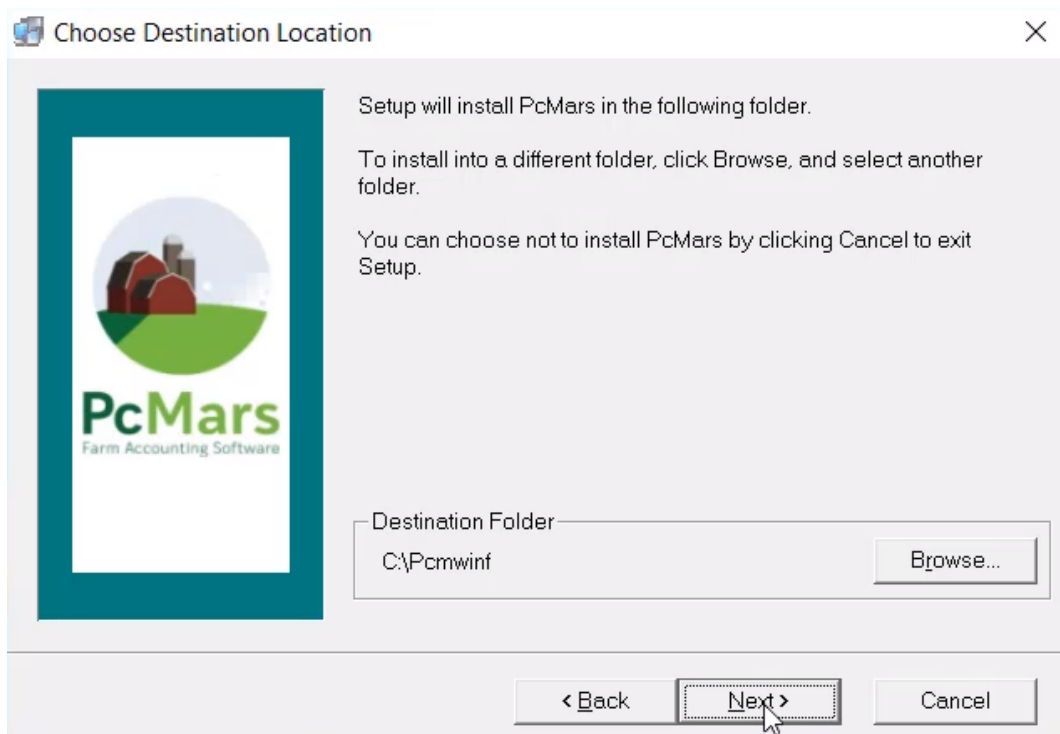 Choose Destination Location
Setup will install PcMars in the following folder.
To install into a different folder, click Browse, and select another
folder.
You can choose not to install PcMars by clicking Cancel to exit
Setup.
PcMars
Farm Accounting Software
Destination Folder
C:\Pcmwinf
Browse...
< Back
Next >
Cancel